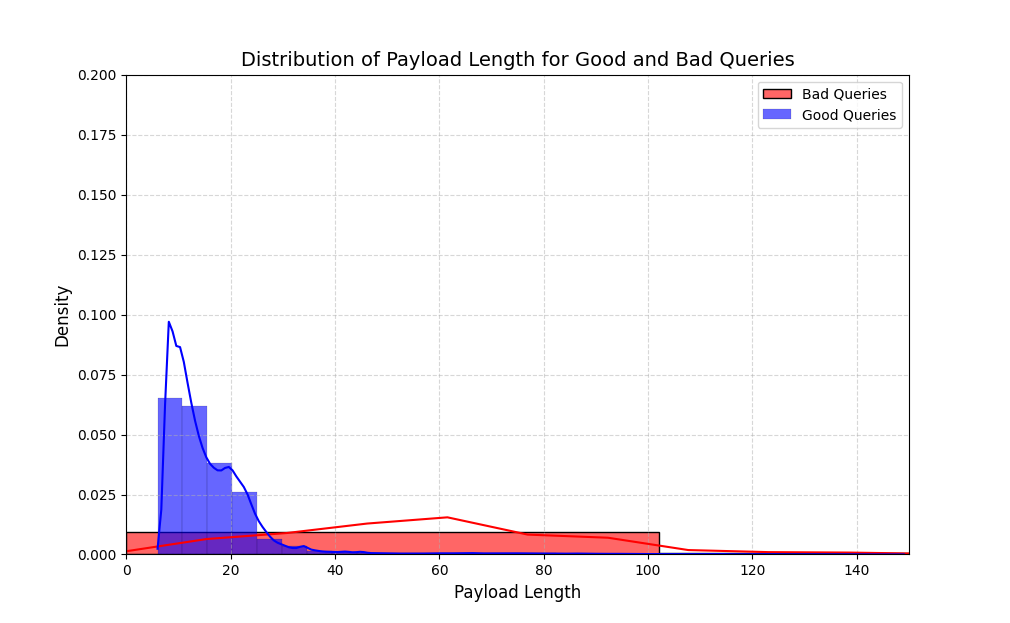 Distribution of Payload Length for Good and Bad Queries
0.200
0.175
0.150
0.125
0.100
0.075
0.050
0.025
0.000
Density
Bad Queries
Good Queries
0 20 40 60 80 100 120 140
Payload Length